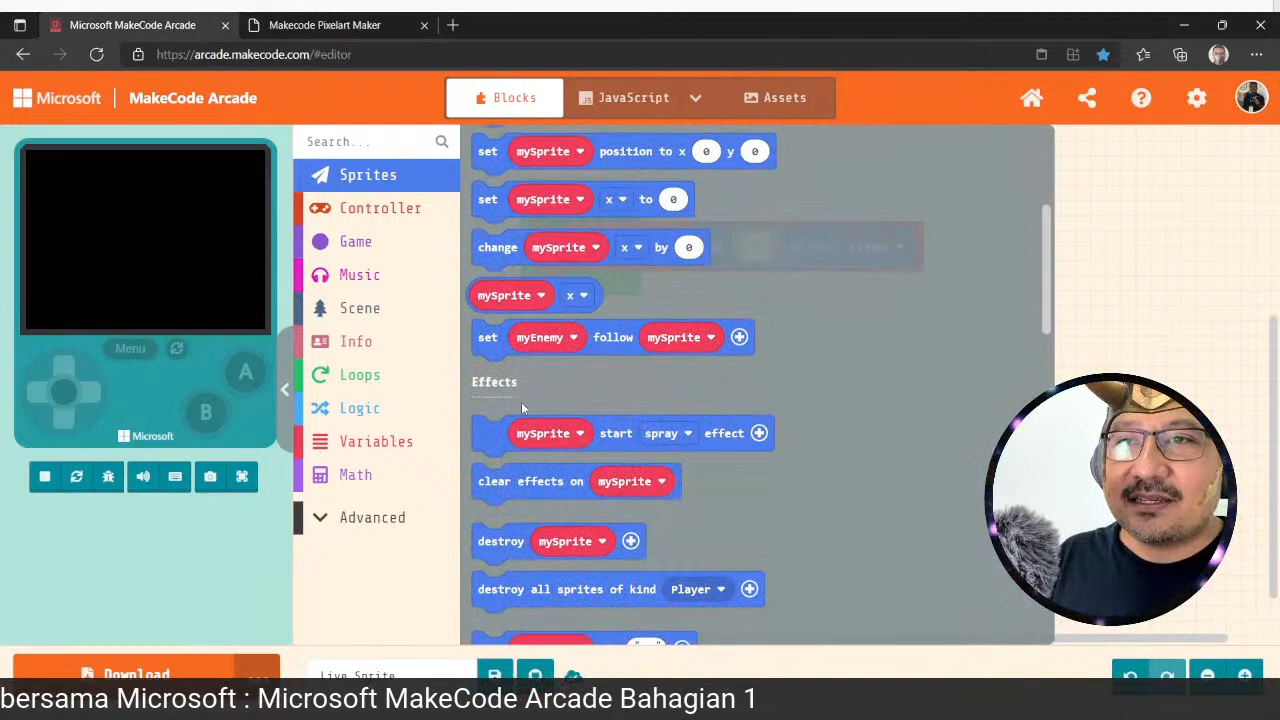 Microsoft MakeCode Arcade
Makecode Pixelart Maker
https://arcade.makecode.com/#editor
Microsoft
MakeCode Arcade
Blocks
JavaScript
Assets
Menu
A
B
Microsoft
Search...
Sprites
Controller
Game
Music
Scene
Info
Loops
Logic
Variables
Math
Advanced
set mySprite position to x 0 y 0
set mySprite x to 0
change mySprite x by 0
mySprite x
set myEnemy follow mySprite
Effects
mySprite start spray effect
clear effects on mySprite
destroy mySprite
destroy all sprites of kind Player
Download
Live Sprite
bersama Microsoft : Microsoft MakeCode Arcade Bahagian 1